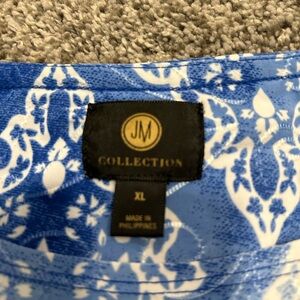 JM
COLLECTION
XL
MADE IN
PHILIPPINES